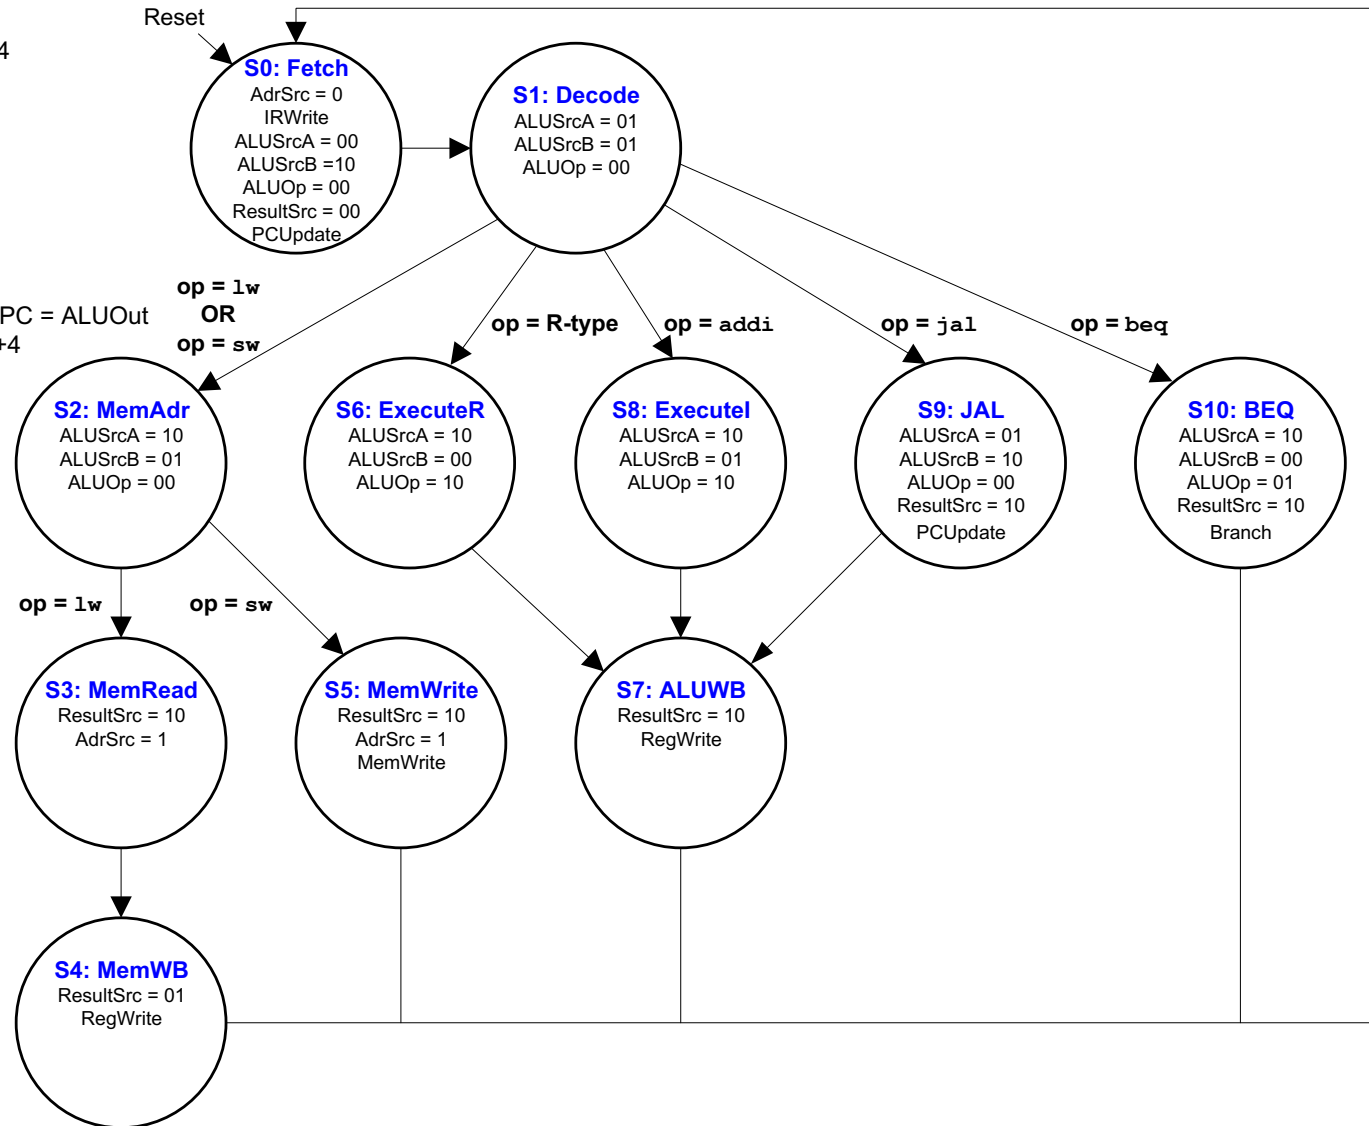 Reset
4
S0: Fetch
AdrSrc = 0
IRWrite
ALUSrcA = 00
ALUSrcB =10
ALUOp = 00
ResultSrc = 00
PCUpdate
S1: Decode
ALUSrcA = 01
ALUSrcB = 01
ALUOp = 00
op = lw
OR
op = sw
PC = ALUOut
+4
op = R-type
op = addi
op = jal
op = beq
S2: MemAdr
ALUSrcA = 10
ALUSrcB = 01
ALUOp = 00
S6: ExecuteR
ALUSrcA = 10
ALUSrcB = 00
ALUOp = 10
S8: ExecuteI
ALUSrcA = 10
ALUSrcB = 01
ALUOp = 10
S9: JAL
ALUSrcA = 01
ALUSrcB = 10
ALUOp = 00
ResultSrc = 10
PCUpdate
S10: BEQ
ALUSrcA = 10
ALUSrcB = 00
ALUOp = 01
ResultSrc = 10
Branch
op = lw
op = sw
S3: MemRead
ResultSrc = 10
AdrSrc = 1
S5: MemWrite
ResultSrc = 10
AdrSrc = 1
MemWrite
S7: ALUWB
ResultSrc = 10
RegWrite
S4: MemWB
ResultSrc = 01
RegWrite